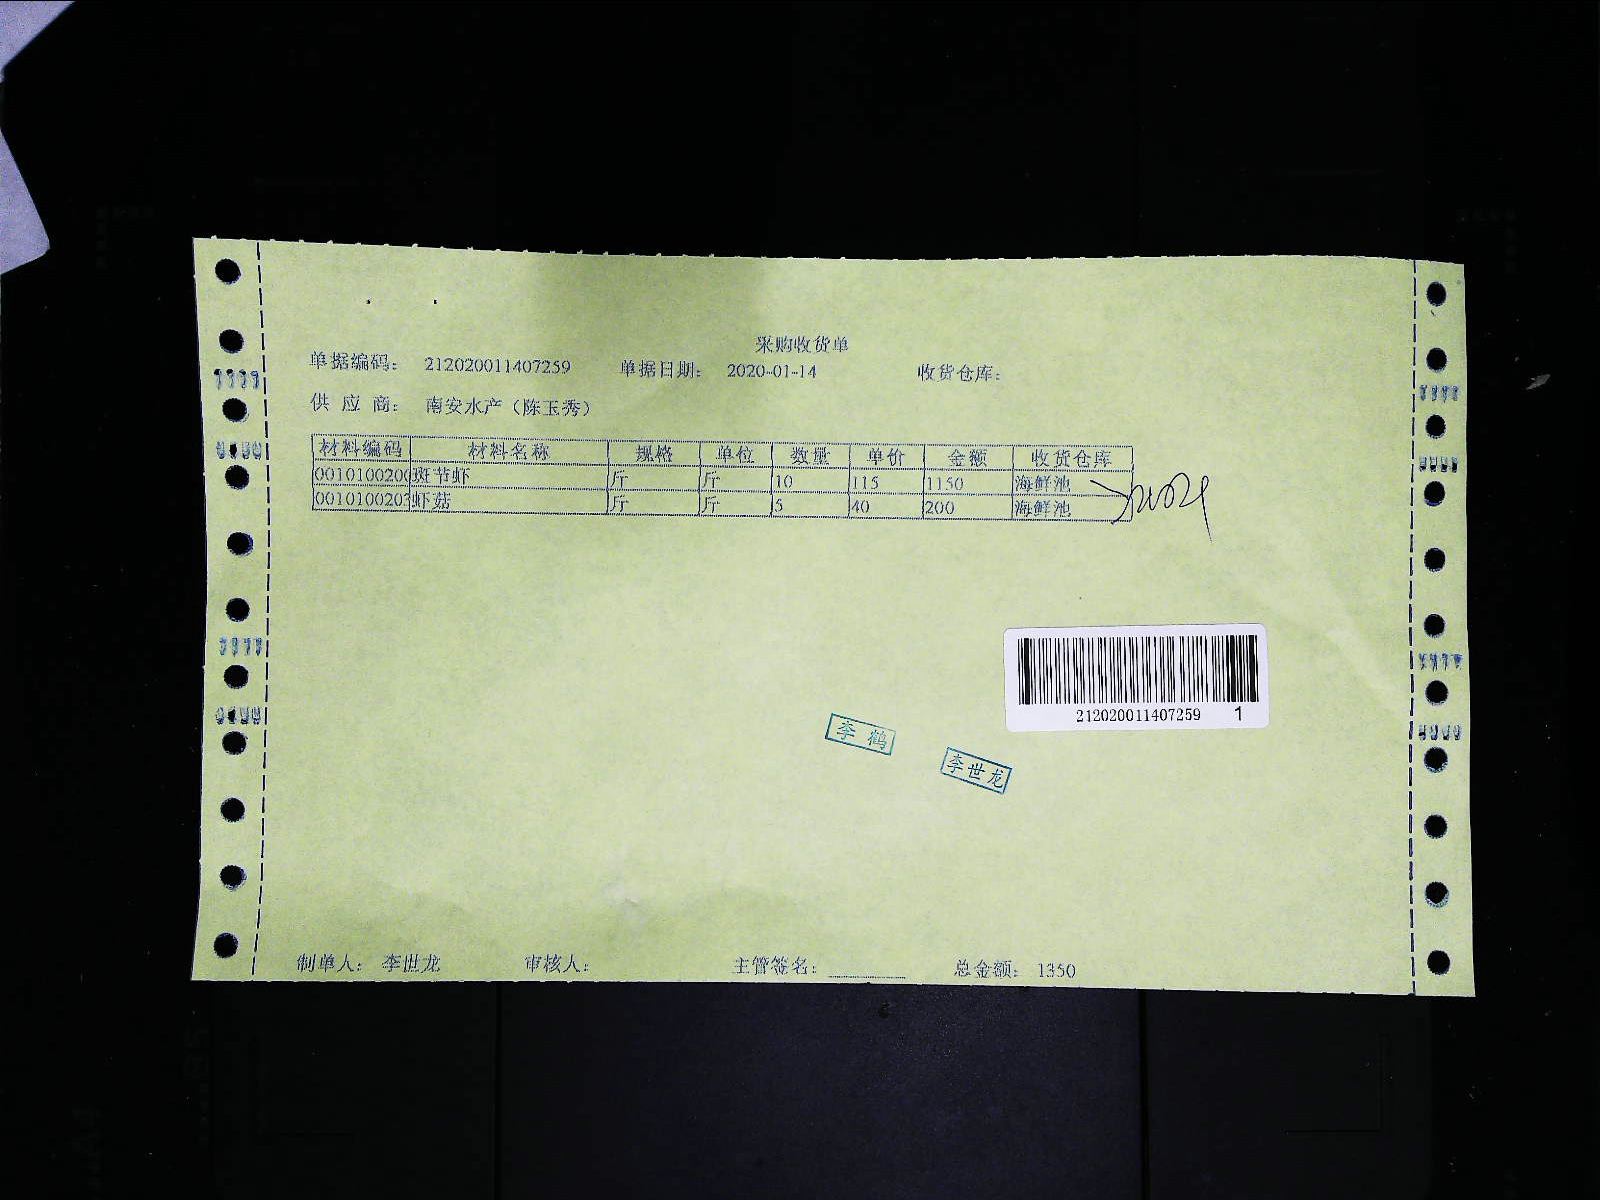 采购收货单
单据编码： 212020011407259 单据日期： 2020-01-14 收货仓库：
供 应 商： 南安水产（陈玉秀）
材料编码 材料名称 规格 单位 数量 单价 金额 收货仓库
0010100200 斑节虾 斤 斤 10 115 1150 海鲜池
0010100203 虾菇 斤 斤 5 40 200 海鲜池
212020011407259 1
李鹤
李世龙
制单人： 李世龙 审核人： 主管签名： 总金额： 1350